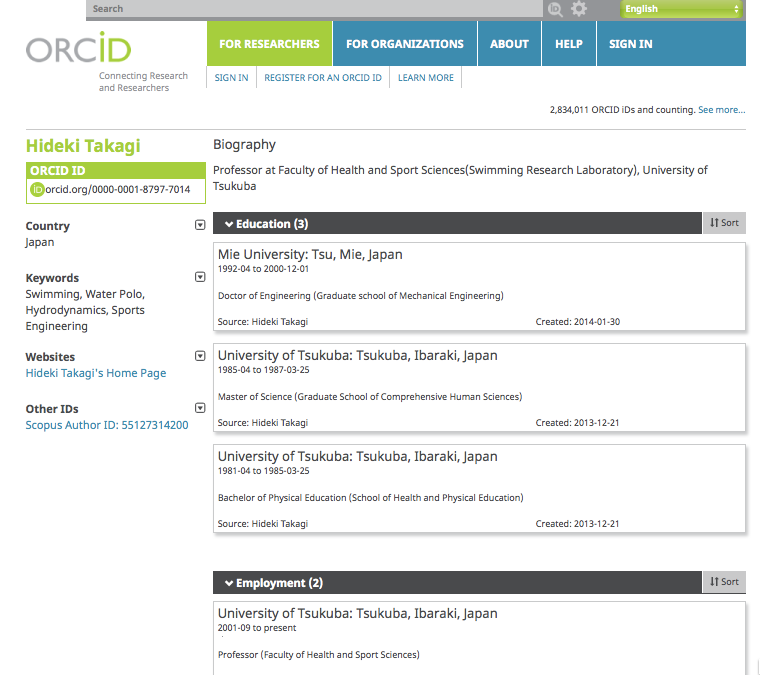 Search
English
ORCID
Connecting Research
and Researchers
FOR RESEARCHERS
FOR ORGANIZATIONS
ABOUT
HELP
SIGN IN
SIGN IN
REGISTER FOR AN ORCID ID
LEARN MORE
2,834,011 ORCID iDs and counting. See more...
Hideki Takagi
ORCID ID
iD orcid.org/0000-0001-8797-7014
Country
Japan
Keywords
Swimming, Water Polo,
Hydrodynamics, Sports
Engineering
Websites
Hideki Takagi's Home Page
Other IDs
Scopus Author ID: 55127314200
Biography
Professor at Faculty of Health and Sport Sciences(Swimming Research Laboratory), University of
Tsukuba
Education (3)
Sort
Mie University: Tsu, Mie, Japan
1992-04 to 2000-12-01
Doctor of Engineering (Graduate school of Mechanical Engineering)
Source: Hideki Takagi Created: 2014-01-30
University of Tsukuba: Tsukuba, Ibaraki, Japan
1985-04 to 1987-03-25
Master of Science (Graduate School of Comprehensive Human Sciences)
Source: Hideki Takagi Created: 2013-12-21
University of Tsukuba: Tsukuba, Ibaraki, Japan
1981-04 to 1985-03-25
Bachelor of Physical Education (School of Health and Physical Education)
Source: Hideki Takagi Created: 2013-12-21
Employment (2)
Sort
University of Tsukuba: Tsukuba, Ibaraki, Japan
2001-09 to present
Professor (Faculty of Health and Sport Sciences)